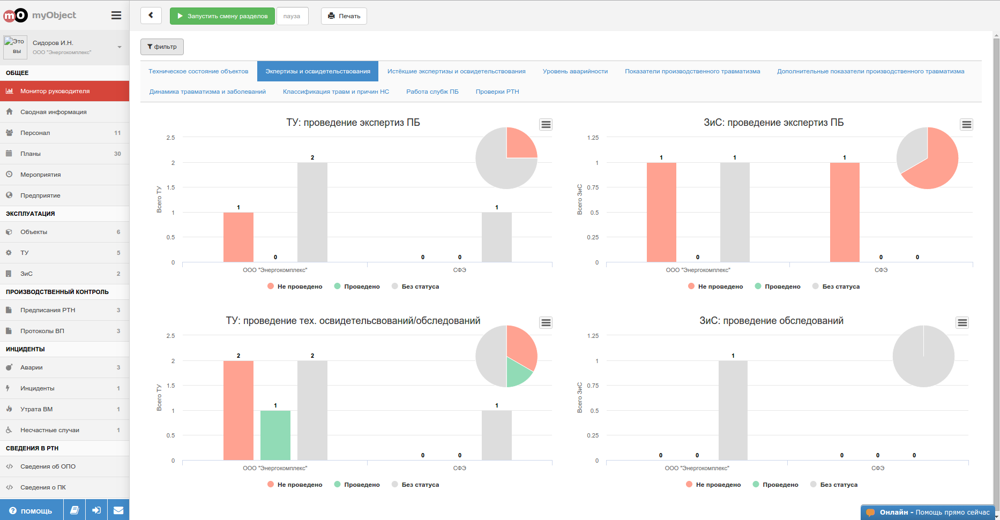 mO myObject
Запустить смену разделов
пауза
Печать
Это вы
Сидоров И.Н.
ООО "Энергокомплекс"
ОБЩЕЕ
Монитор руководителя
Сводная информация
Персонал 11
Планы 30
Мероприятия
Предприятие
ЭКСПЛУАТАЦИЯ
Объекты 6
ТУ 5
ЗиС 2
ПРОИЗВОДСТВЕННЫЙ КОНТРОЛЬ
Предписания РТН 3
Протоколы ВП 3
ИНЦИДЕНТЫ
Аварии 3
Инциденты 1
Утрата ВМ 1
Несчастные случаи 1
СВЕДЕНИЯ В РТН
Сведения об ОПО
Сведения о ПК
ПОМОЩЬ
фильтр
Техническое состояние объектов Экпертизы и освидетельствования Истёкшие экспертизы и освидетельствования Уровень аварийности Показатели производственного травматизма Дополнительные показатели производственного травматизма
Динамика травматизма и заболеваний Классификация травм и причин НС Работа служб ПБ Проверки РТН
ТУ: проведение экспертиз ПБ
Всего ТУ
2.5
2
1.5
1
0.5
0
1 0 2 0 0 1
ООО "Энергокомплекс" СФЭ
Не проведено Проведено Без статуса
ЗиС: проведение экспертиз ПБ
Всего ЗиС
1.25
1
0.75
0.5
0.25
0
1 0 1 1 0 0
ООО "Энергокомплекс" СФЭ
Не проведено Проведено Без статуса
ТУ: проведение тех. освидетельсвований/обследований
Всего ТУ
2.5
2
1.5
1
0.5
0
2 1 2 0 0 1
ООО "Энергокомплекс" СФЭ
Не проведено Проведено Без статуса
ЗиС: проведение обследований
Всего ЗиС
1.25
1
0.75
0.5
0.25
0
0 0 1 0 0 0
ООО "Энергокомплекс" СФЭ
Не проведено Проведено Без статуса
Онлайн - Помощь прямо сейчас